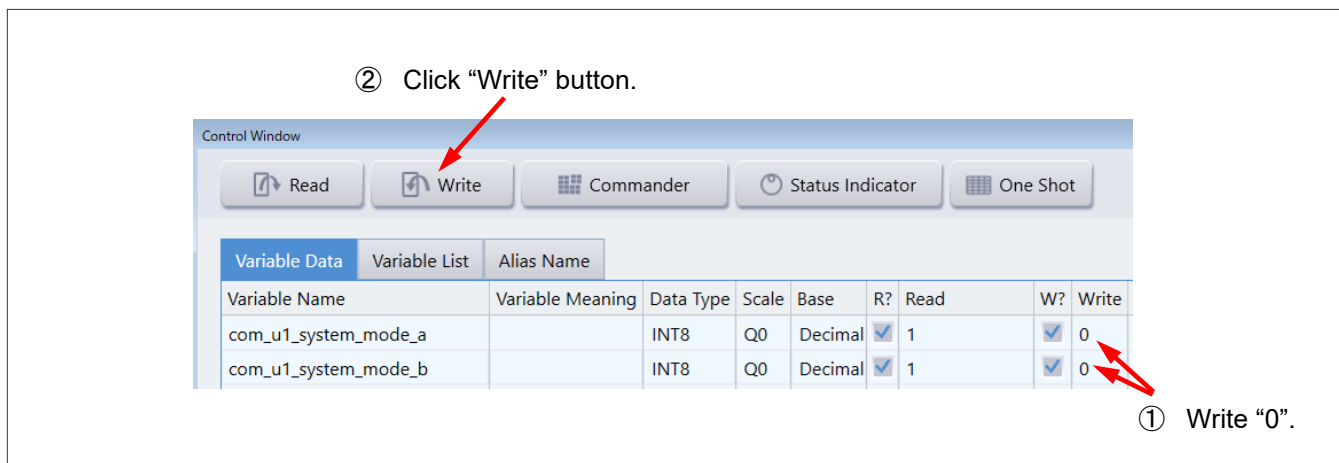 ② Click “Write” button.
Control Window
Read Write Commander Status Indicator One Shot
Variable Data Variable List Alias Name
Variable Name Variable Meaning Data Type Scale Base R? Read W? Write
com_u1_system_mode_a INT8 Q0 Decimal 1 0
com_u1_system_mode_b INT8 Q0 Decimal 1 0
① Write “0”.